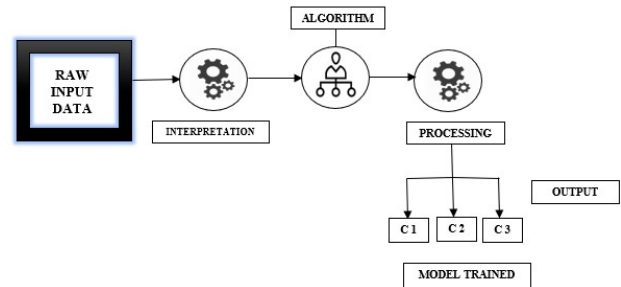 ALGORITHM
RAW
INPUT
DATA
INTERPRETATION
PROCESSING
OUTPUT
C 1
C 2
C 3
MODEL TRAINED